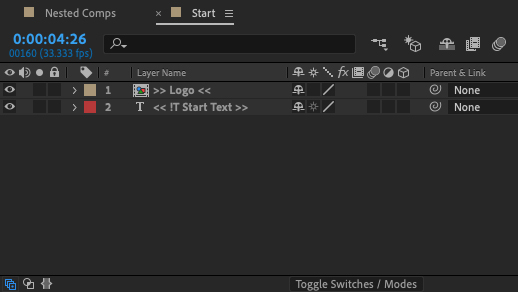 Nested Comps
× Start
0:00:04:26
00160 (33.333 fps)
# Layer Name fx Parent & Link
1 >> Logo << None
2 T << !T Start Text >> None
Toggle Switches / Modes